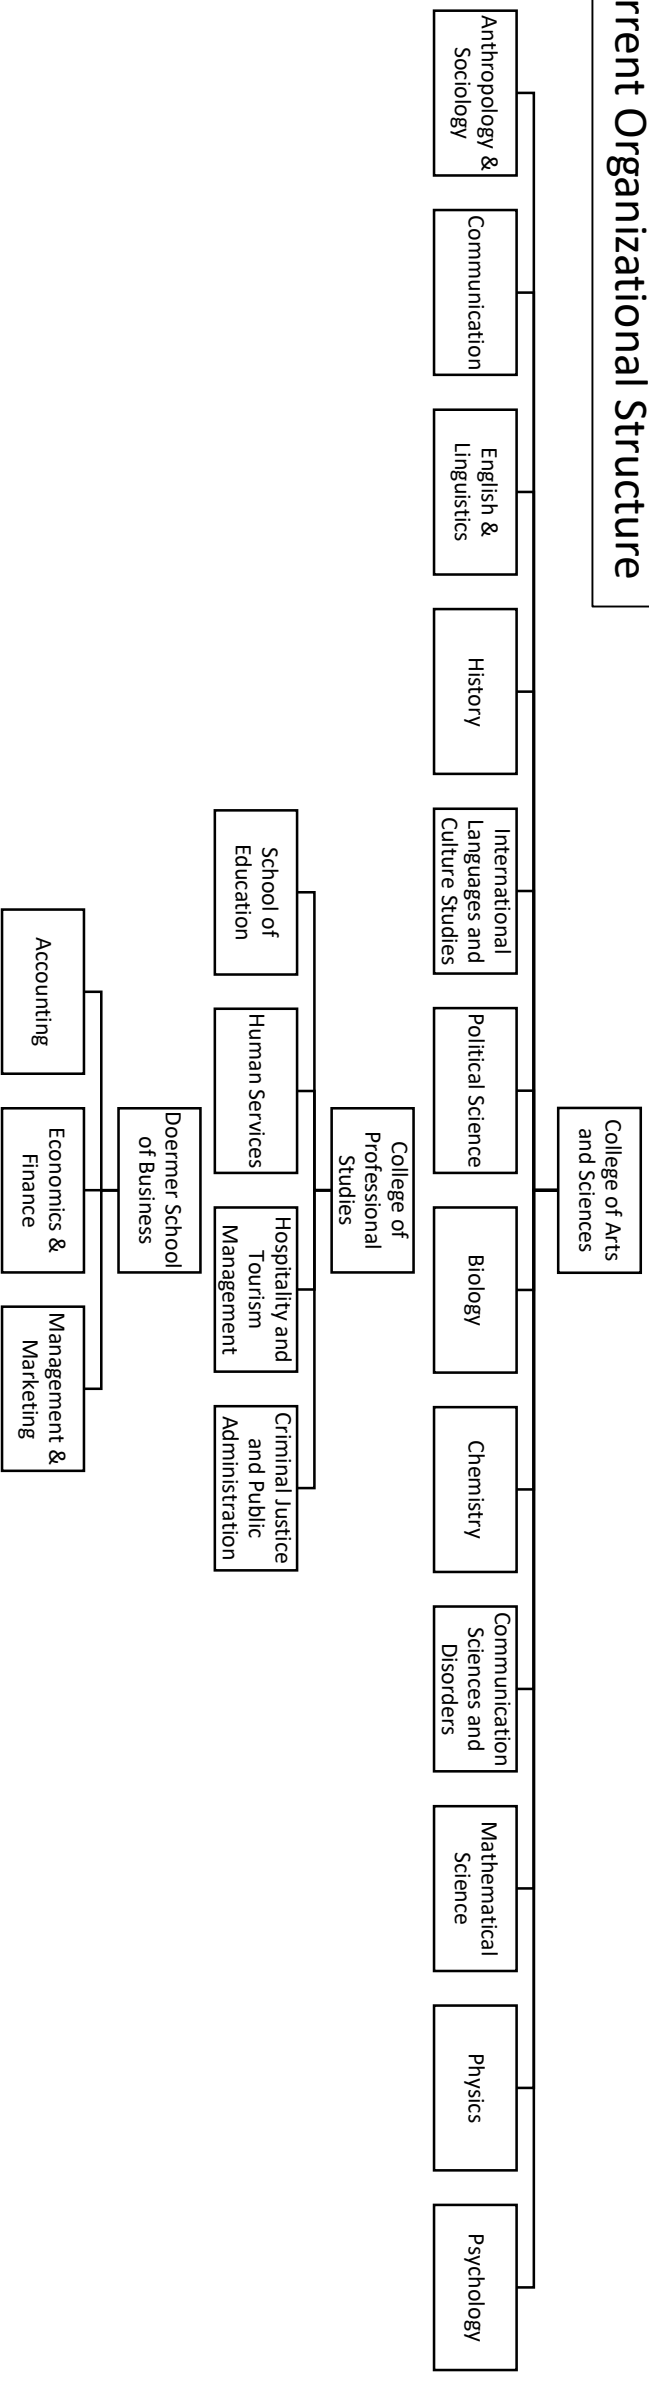 rrent Organizational Structure
College of Arts
and Sciences
Anthropology &
Sociology
Communication
English &
Linguistics
History
International
Languages and
Culture Studies
Political Science
Biology
Chemistry
Communication
Sciences and
Disorders
Mathematical
Science
Physics
Psychology
College of
Professional
Studies
School of
Education
Human Services
Hospitality and
Tourism
Management
Criminal Justice
and Public
Administration
Doermer School
of Business
Accounting
Economics &
Finance
Management &
Marketing